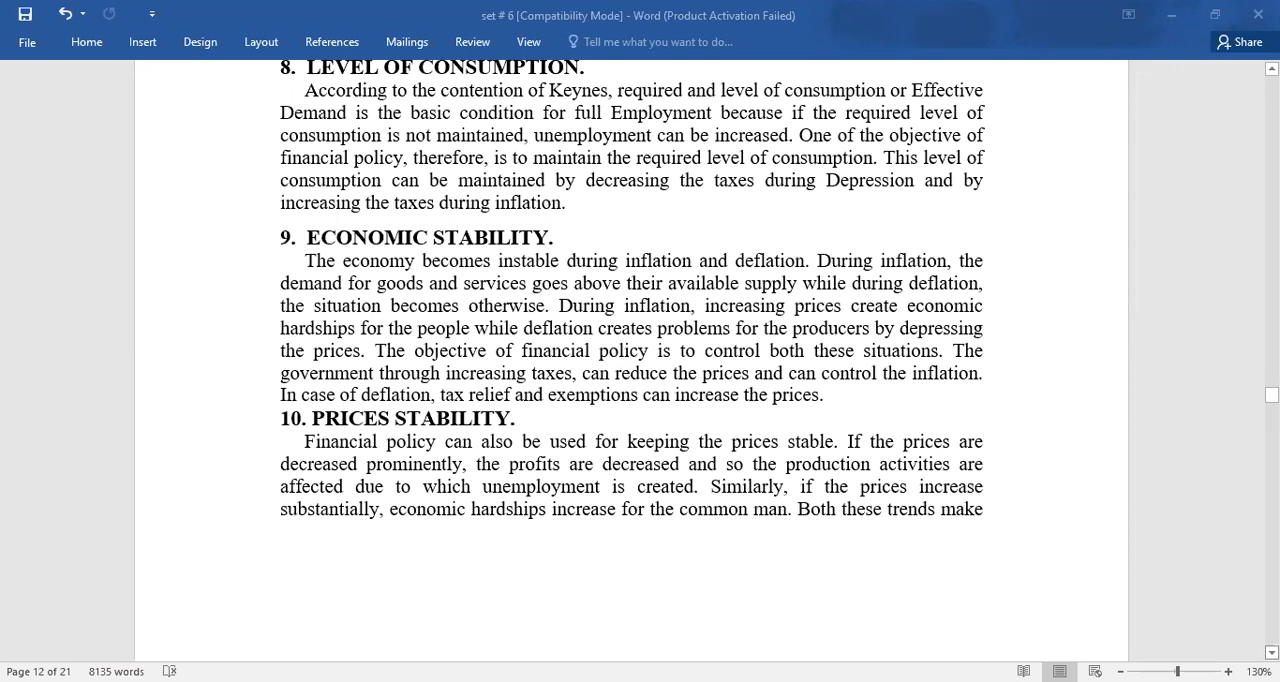 set # 6 [Compatibility Mode] - Word (Product Activation Failed)
File Home Insert Design Layout References Mailings Review View Tell me what you want to do... Share
8. LEVEL OF CONSUMPTION.
According to the contention of Keynes, required and level of consumption or Effective
Demand is the basic condition for full Employment because if the required level of
consumption is not maintained, unemployment can be increased. One of the objective of
financial policy, therefore, is to maintain the required level of consumption. This level of
consumption can be maintained by decreasing the taxes during Depression and by
increasing the taxes during inflation.
9. ECONOMIC STABILITY.
The economy becomes instable during inflation and deflation. During inflation, the
demand for goods and services goes above their available supply while during deflation,
the situation becomes otherwise. During inflation, increasing prices create economic
hardships for the people while deflation creates problems for the producers by depressing
the prices. The objective of financial policy is to control both these situations. The
government through increasing taxes, can reduce the prices and can control the inflation.
In case of deflation, tax relief and exemptions can increase the prices.
10. PRICES STABILITY.
Financial policy can also be used for keeping the prices stable. If the prices are
decreased prominently, the profits are decreased and so the production activities are
affected due to which unemployment is created. Similarly, if the prices increase
substantially, economic hardships increase for the common man. Both these trends make
Page 12 of 21 8135 words 130%